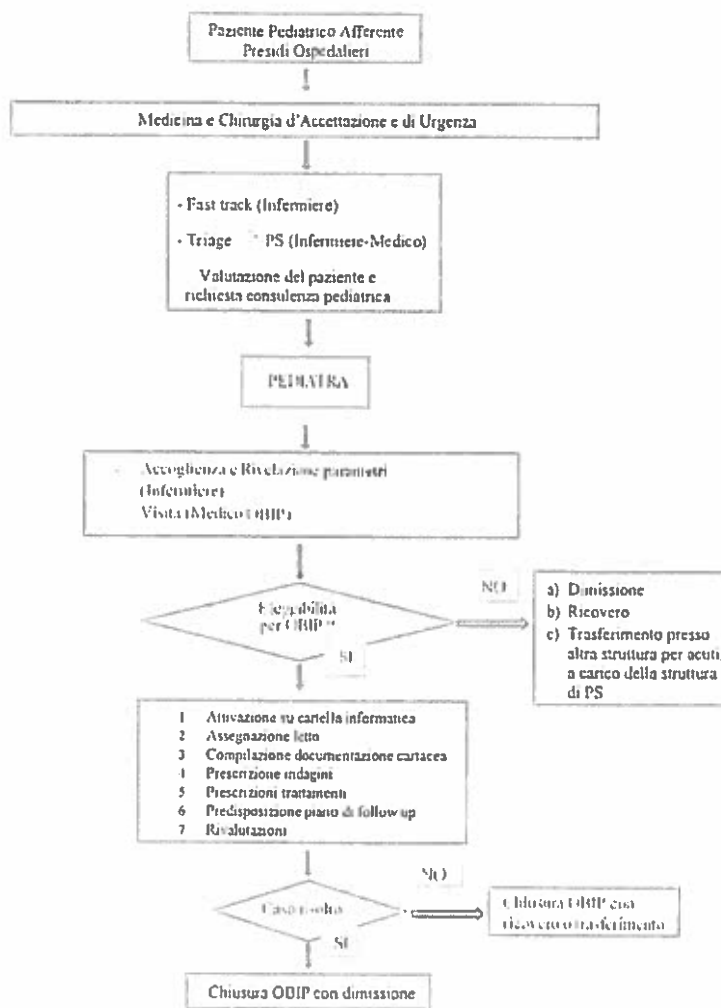 Paziente Pediatrico Afferente
Presidi Ospedalieri
Medicina e Chirurgia d'Accettazione e di Urgenza
- Fast track (Infermiere)
- Triage PS (Infermiere-Medico)
Valutazione del paziente e
richiesta consulenza pediatrica
PEDIATRA
Accoglienza e Rivelazione parametri
(Infermiere)
Visita (Medico OBIP)
Eleggibilità
per OBIP
NO
a) Dimissione
b) Ricovero
c) Trasferimento presso
altra struttura per acuti,
a carico della struttura
di PS
SI
1 Attivazione su cartella informatica
2 Assegnazione letto
3 Compilazione documentazione cartacea
4 Prescrizione indagini
5 Prescrizioni trattamenti
6 Predisposizione piano di follow up
7 Rivalutazioni
NO
Caso risolto
Chiusura OBIP con
ricovero o trasferimento
SI
Chiusura OBIP con dimissione